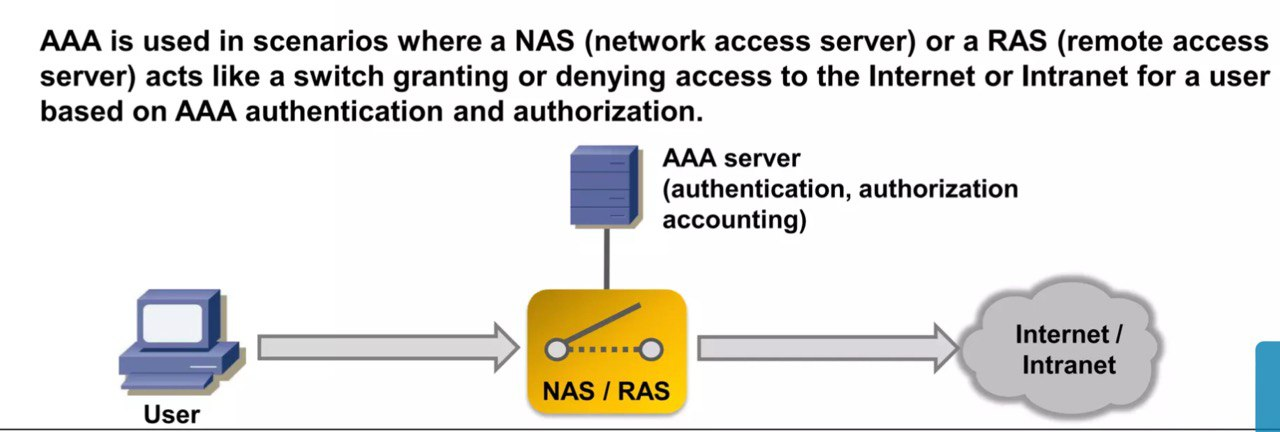 AAA is used in scenarios where a NAS (network access server) or a RAS (remote access
server) acts like a switch granting or denying access to the Internet or Intranet for a user
based on AAA authentication and authorization.
AAA server
(authentication, authorization
accounting)
User
NAS / RAS
Internet /
Intranet